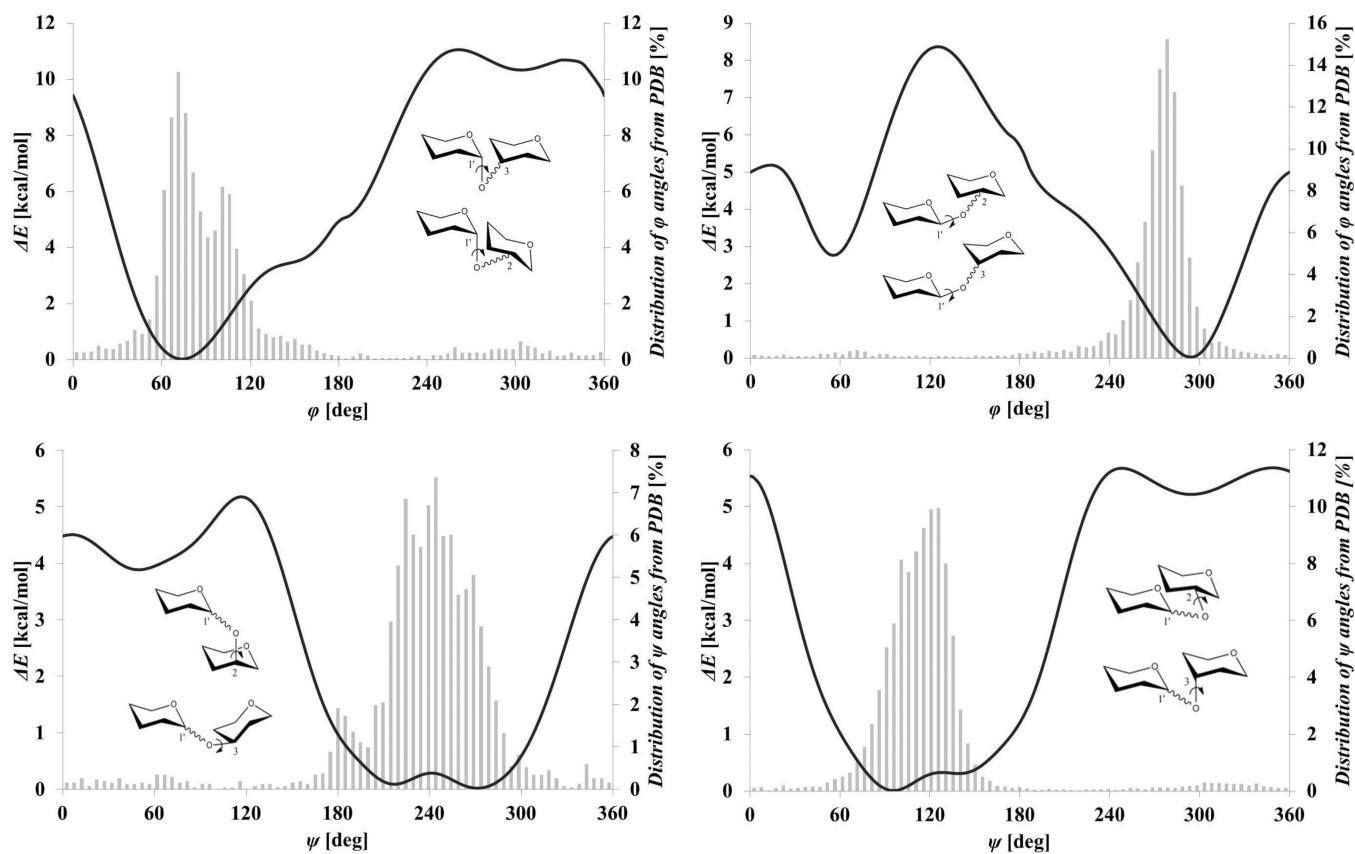 ΔE [kcal/mol]
12
10
8
6
4
2
0
0 60 120 180 240 300 360
φ [deg]
12
10
8
6
4
2
0
Distribution of φ angles from PDB [%]
O
O
1'
3
O
O
O
1'
2
O
ΔE [kcal/mol]
9
8
7
6
5
4
3
2
1
0
0 60 120 180 240 300 360
φ [deg]
16
14
12
10
8
6
4
2
0
Distribution of φ angles from PDB [%]
O
O
O
2
1'
O
O
O
3
1'
ΔE [kcal/mol]
6
5
4
3
2
1
0
0 60 120 180 240 300 360
ψ [deg]
8
7
6
5
4
3
2
1
0
Distribution of ψ angles from PDB [%]
O
1'
O
O
2
O
O
1'
O
3
ΔE [kcal/mol]
6
5
4
3
2
1
0
0 60 120 180 240 300 360
ψ [deg]
12
10
8
6
4
2
0
Distribution of ψ angles from PDB [%]
O
O
2
1'
O
O
O
3
1'
O